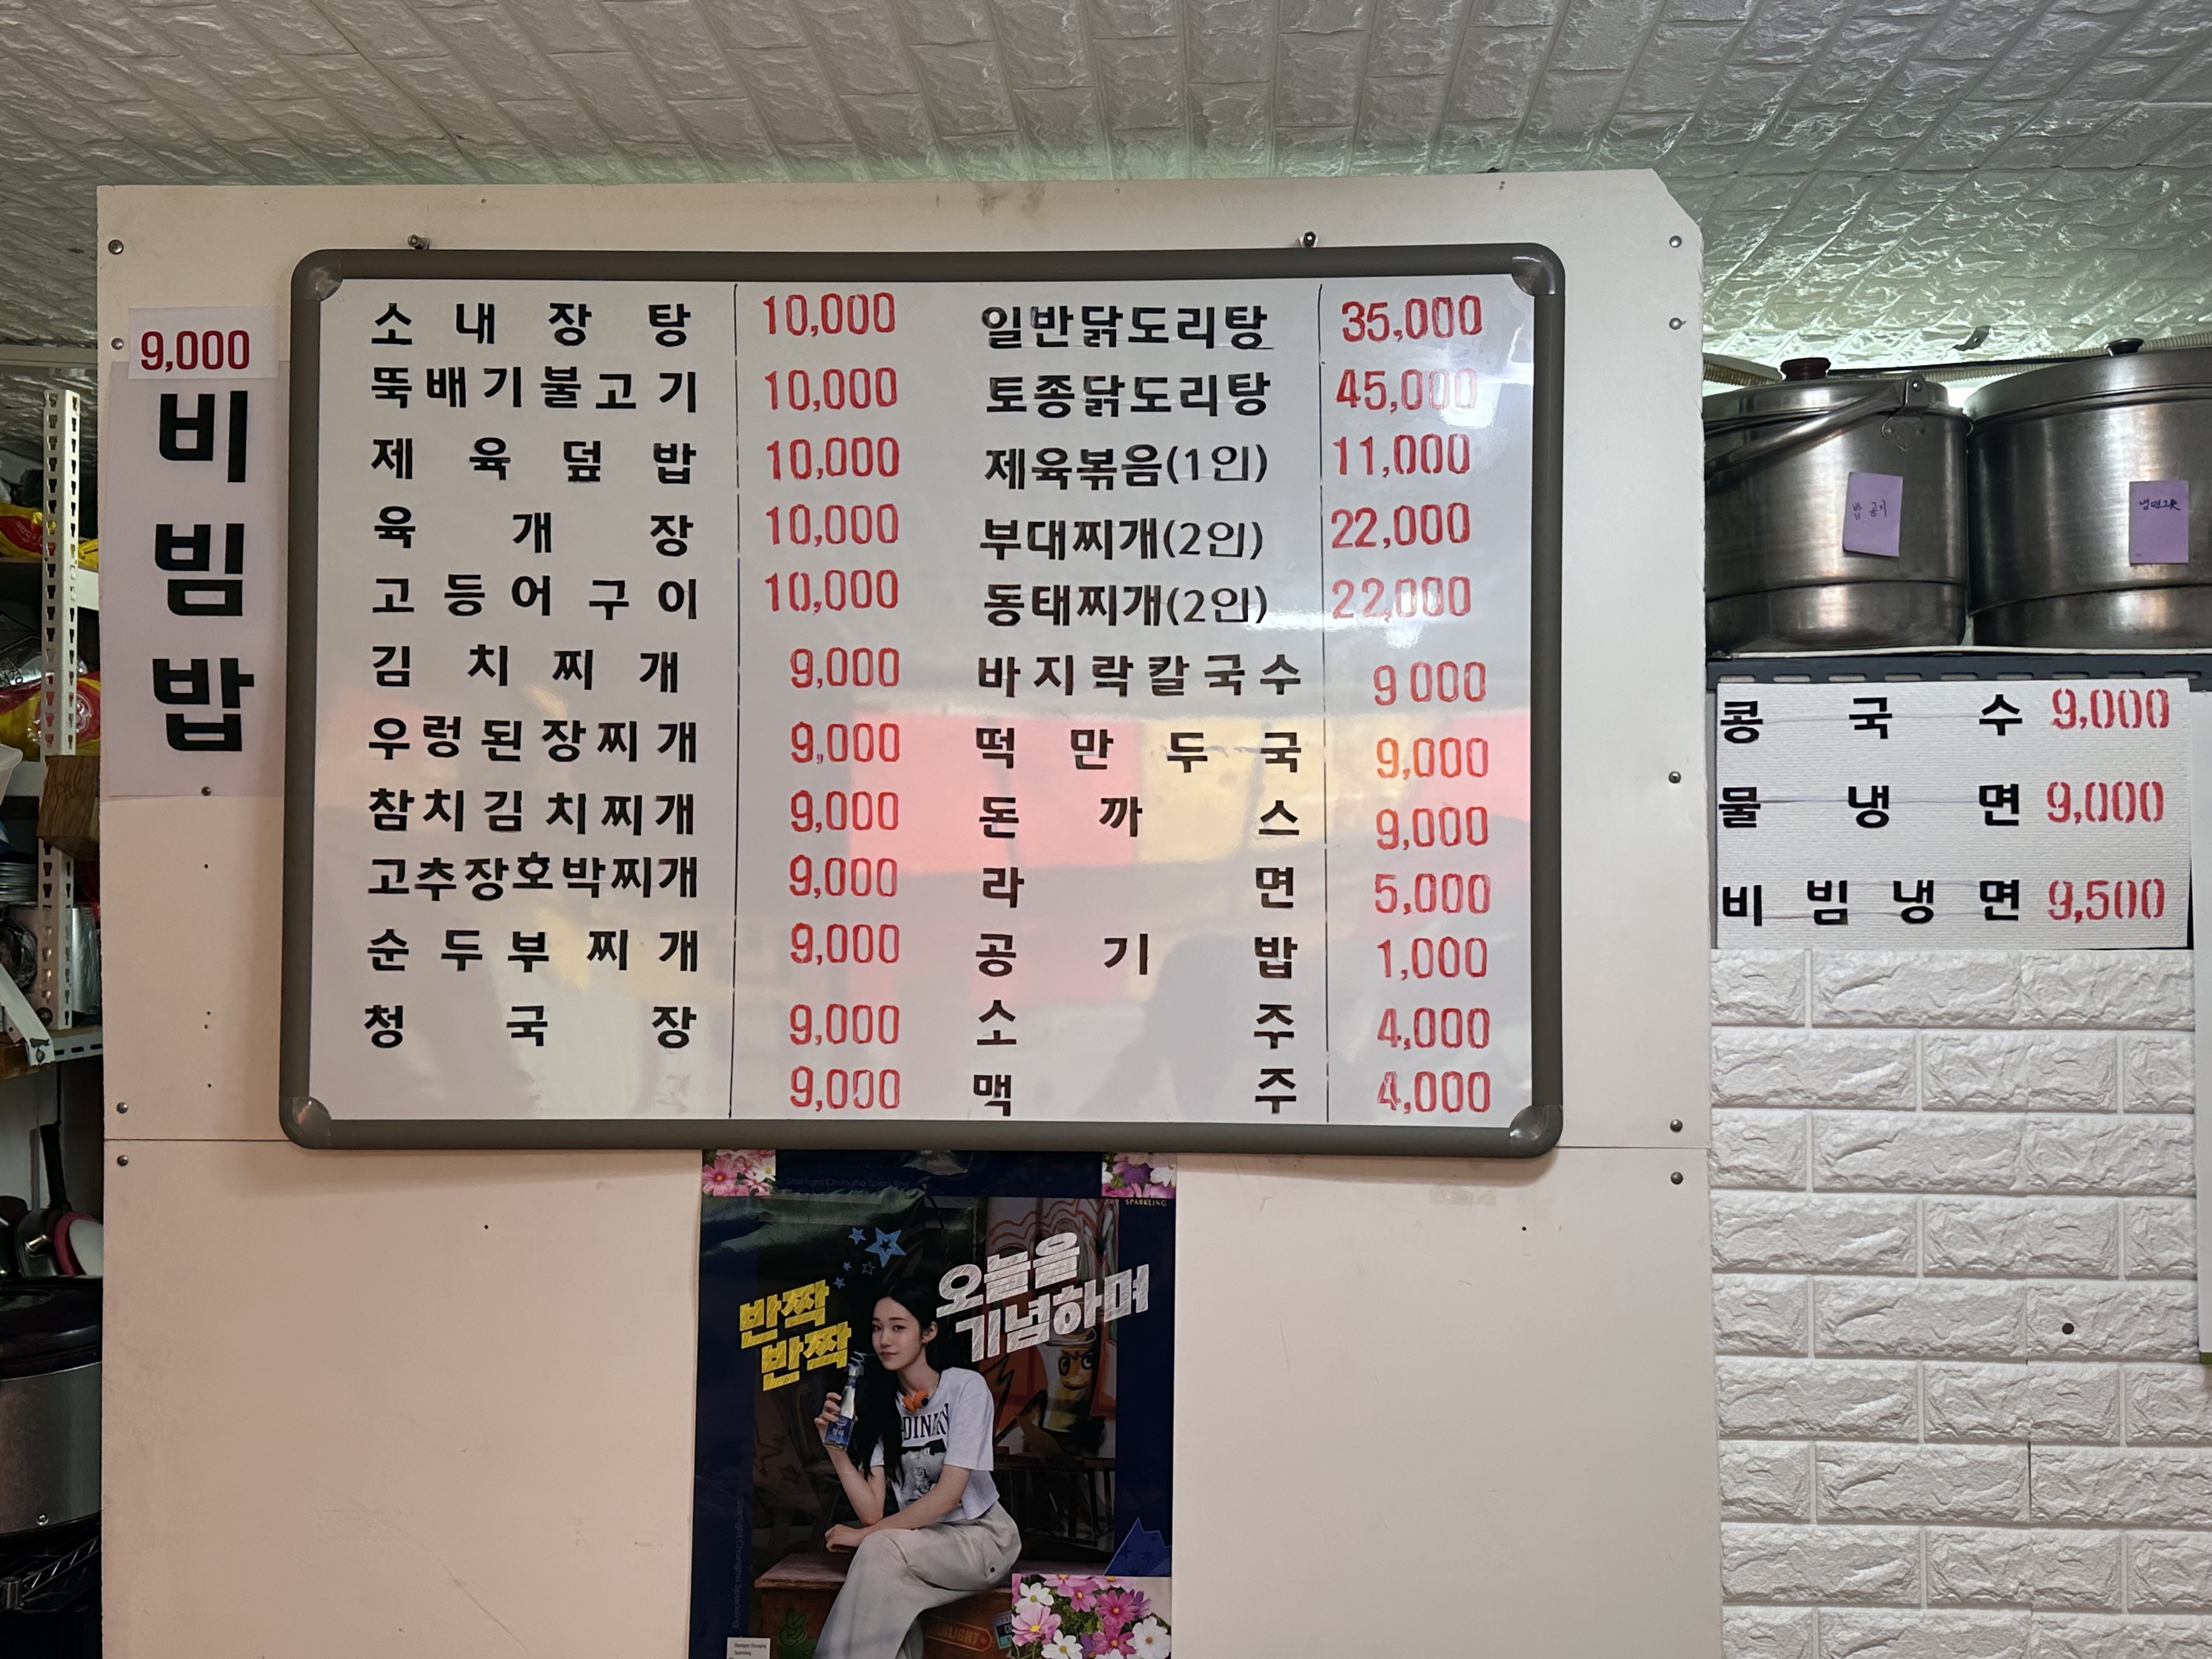 9,000
비빔밥
소내장탕 10,000
뚝배기불고기 10,000
제육덮밥 10,000
육개장 10,000
고등어구이 10,000
김치찌개 9,000
우렁된장찌개 9,000
참치김치찌개 9,000
고추장호박찌개 9,000
순두부찌개 9,000
청국장 9,000
9,000
일반닭도리탕 35,000
토종닭도리탕 45,000
제육볶음(1인) 11,000
부대찌개(2인) 22,000
동태찌개(2인) 22,000
바지락칼국수 9 000
떡만두국 9,000
돈까스 9,000
라면 5,000
공기밥 1,000
소주 4,000
맥주 4,000
밥공기
콩국수 9,000
물냉면 9,000
비빔냉면 9,500
SPARKLING
반짝
반짝
오늘을
기념하며